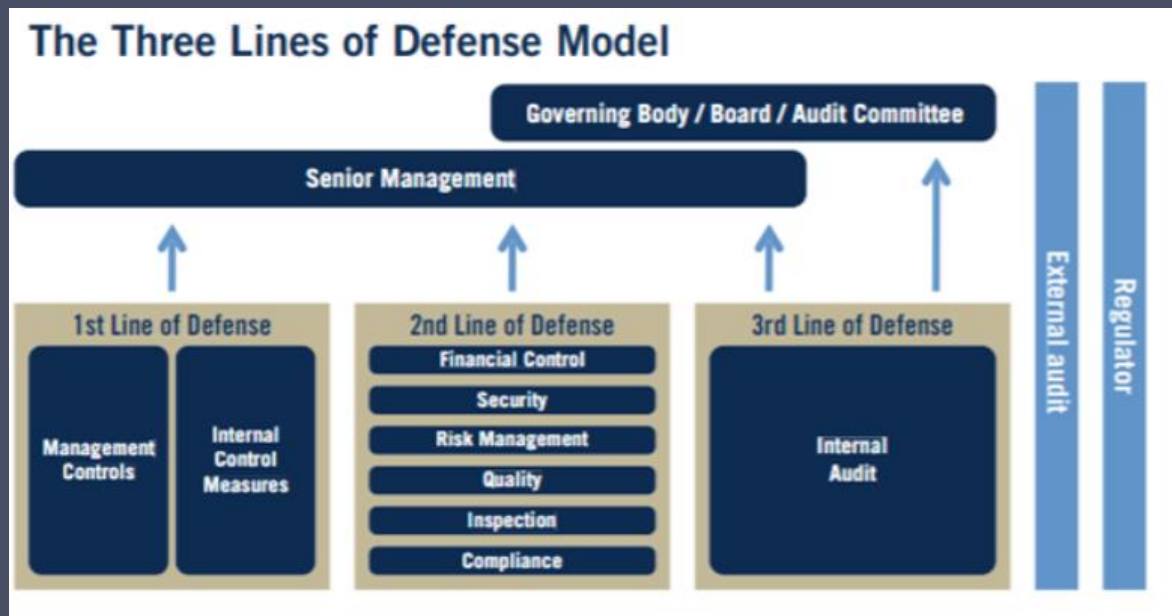 The Three Lines of Defense Model
Governing Body / Board / Audit Committee
Senior Management
1st Line of Defense
Management
Controls
Internal
Control
Measures
2nd Line of Defense
Financial Control
Security
Risk Management
Quality
Inspection
Compliance
3rd Line of Defense
Internal
Audit
External audit
Regulator